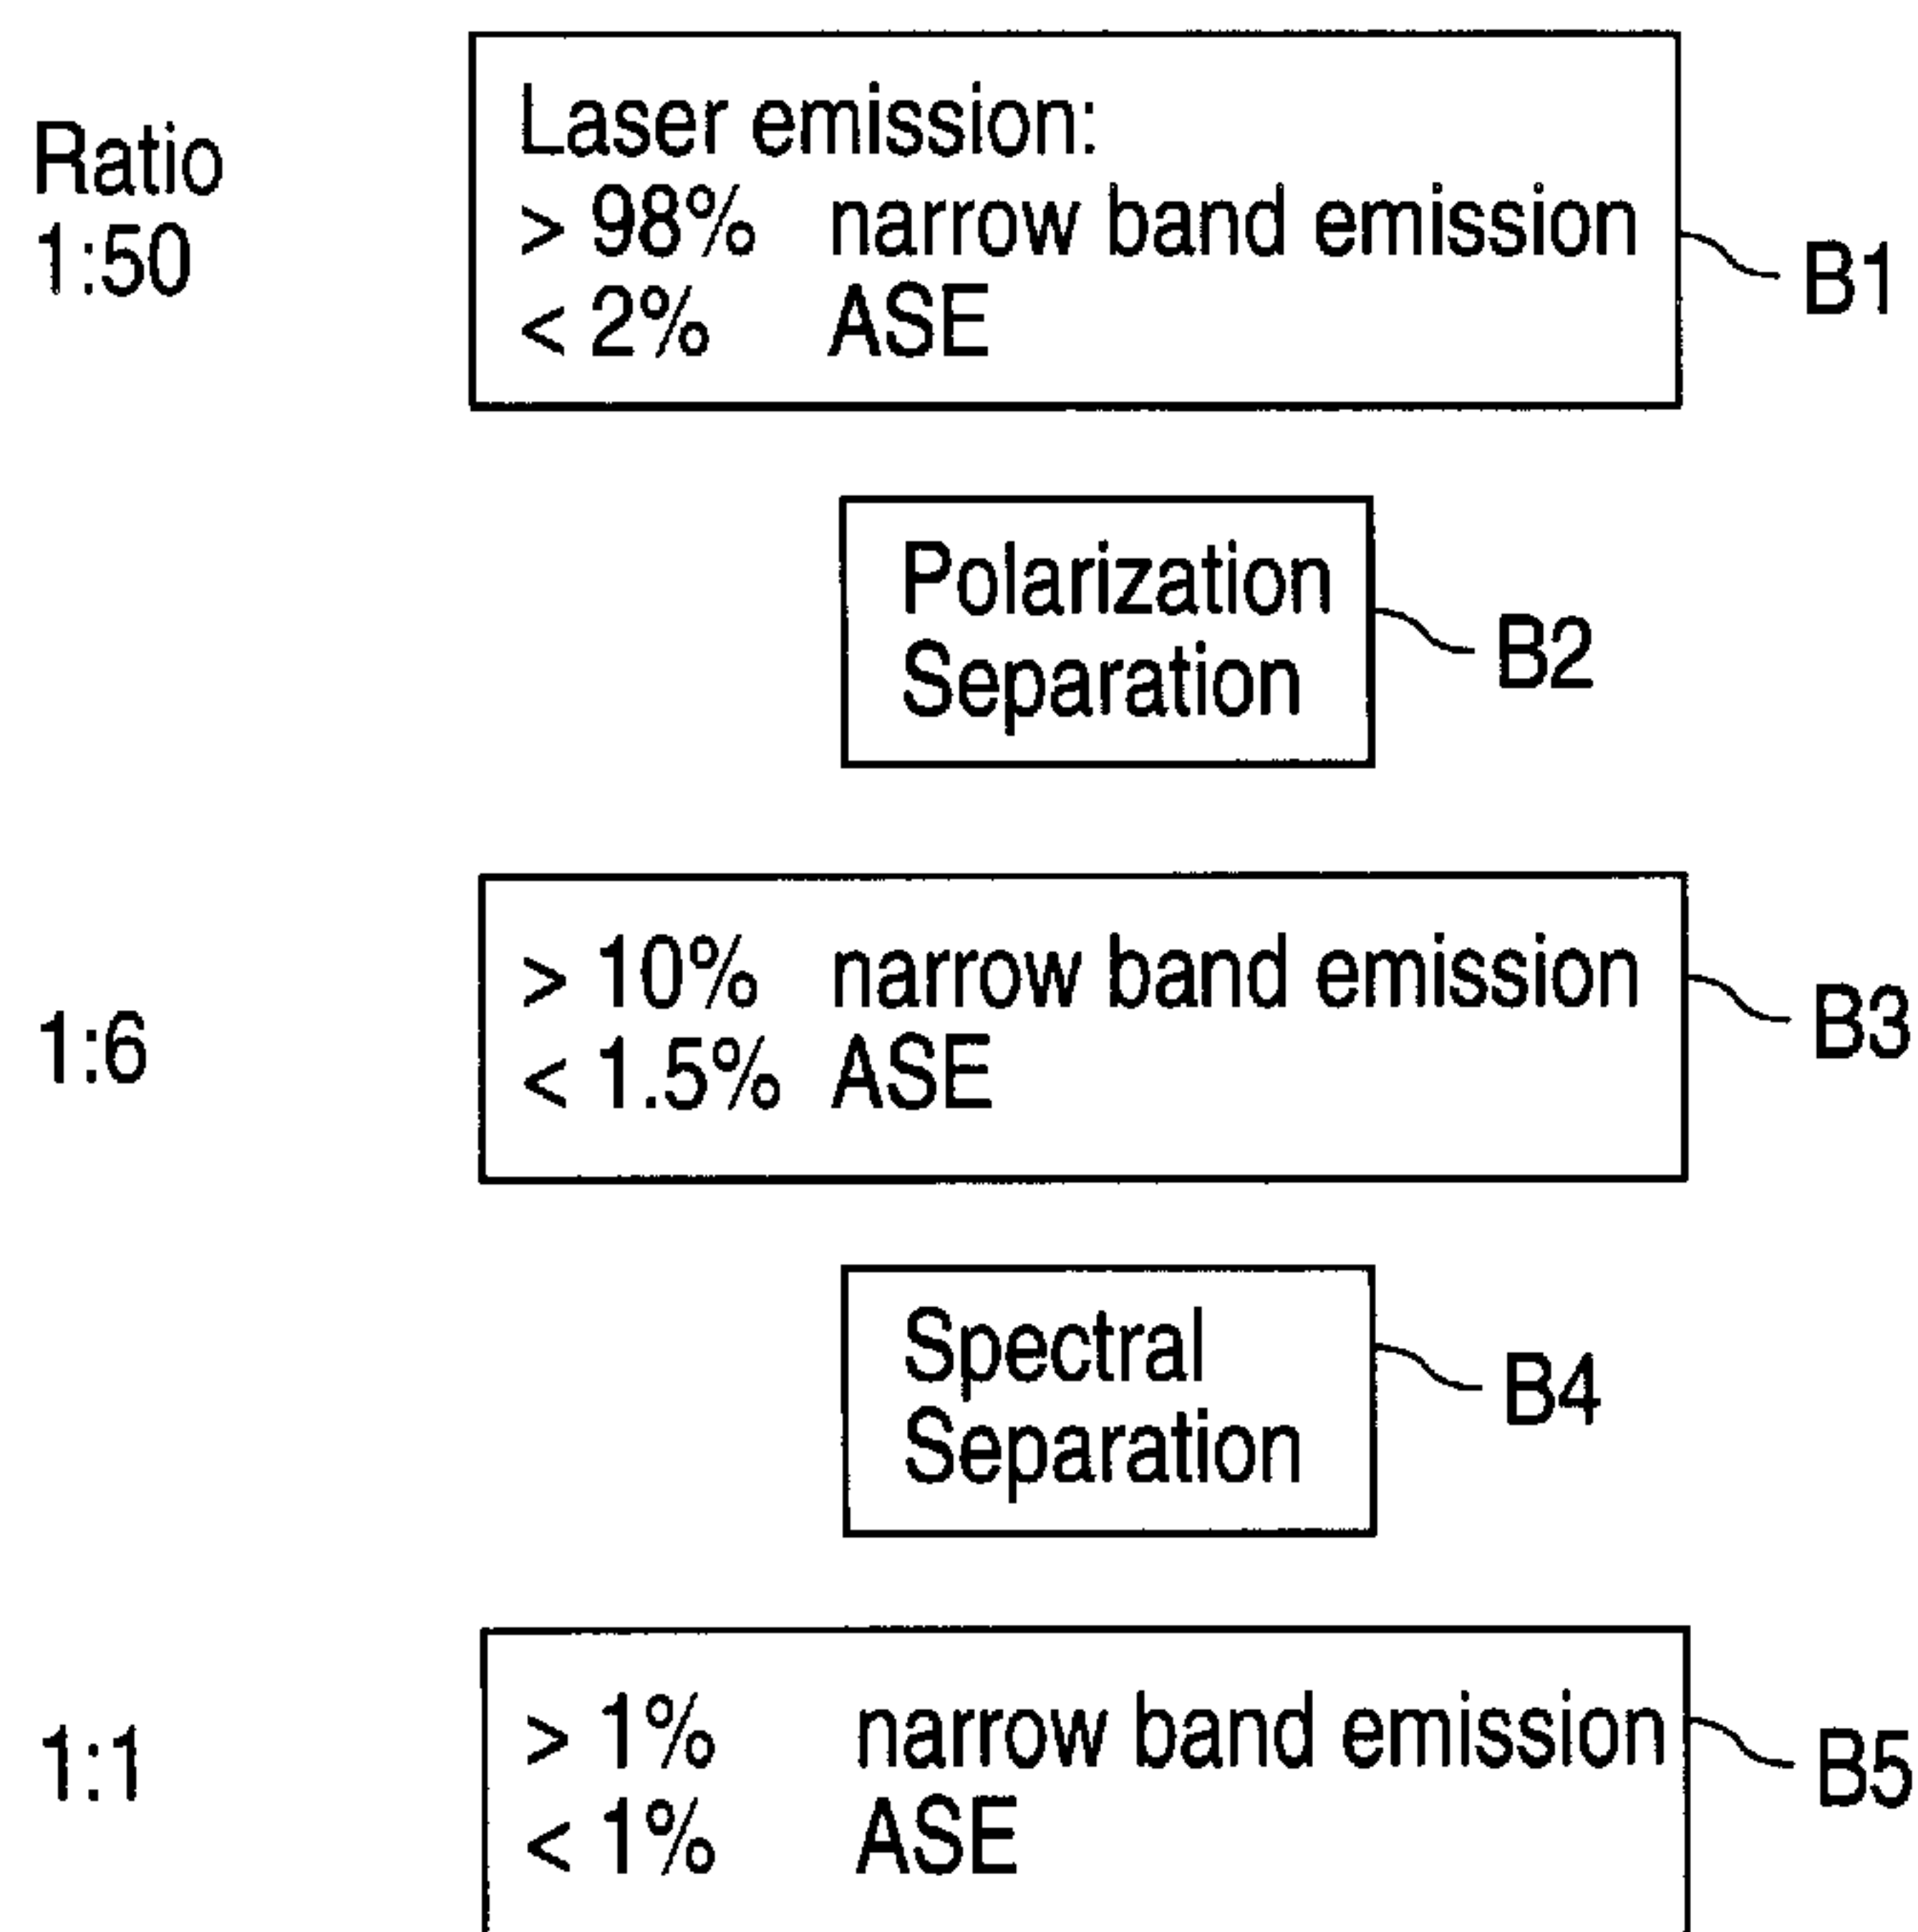 Ratio
1:50
Laser emission:
> 98% narrow band emission
< 2% ASE
B1
Polarization
Separation
B2
1:6
> 10% narrow band emission
< 1.5% ASE
B3
Spectral
Separation
B4
1:1
> 1% narrow band emission
< 1% ASE
B5